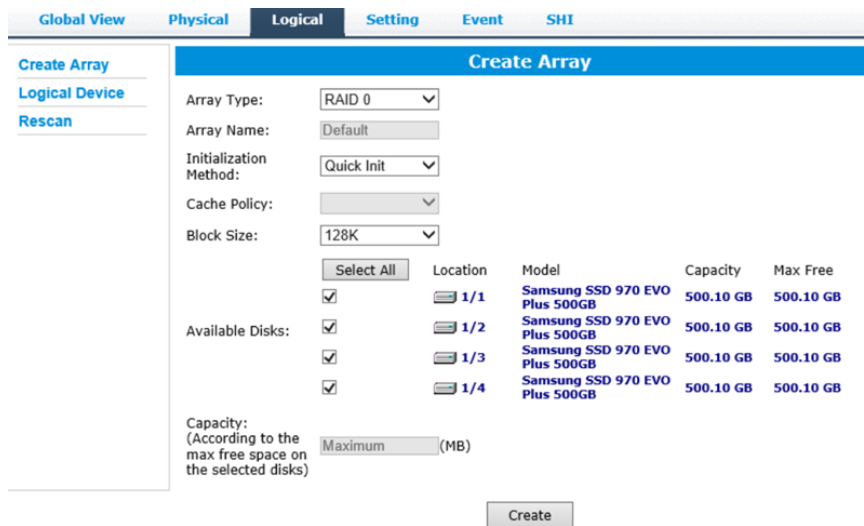 Global View Physical Logical Setting Event SHI
Create Array
Logical Device
Rescan
Create Array
Array Type: RAID 0
Array Name: Default
Initialization
Method: Quick Init
Cache Policy:
Block Size: 128K
Select All Location Model Capacity Max Free
1/1 Samsung SSD 970 EVO
Plus 500GB 500.10 GB 500.10 GB
Available Disks:
1/2 Samsung SSD 970 EVO
Plus 500GB 500.10 GB 500.10 GB
1/3 Samsung SSD 970 EVO
Plus 500GB 500.10 GB 500.10 GB
1/4 Samsung SSD 970 EVO
Plus 500GB 500.10 GB 500.10 GB
Capacity:
(According to the
max free space on
the selected disks) Maximum (MB)
Create